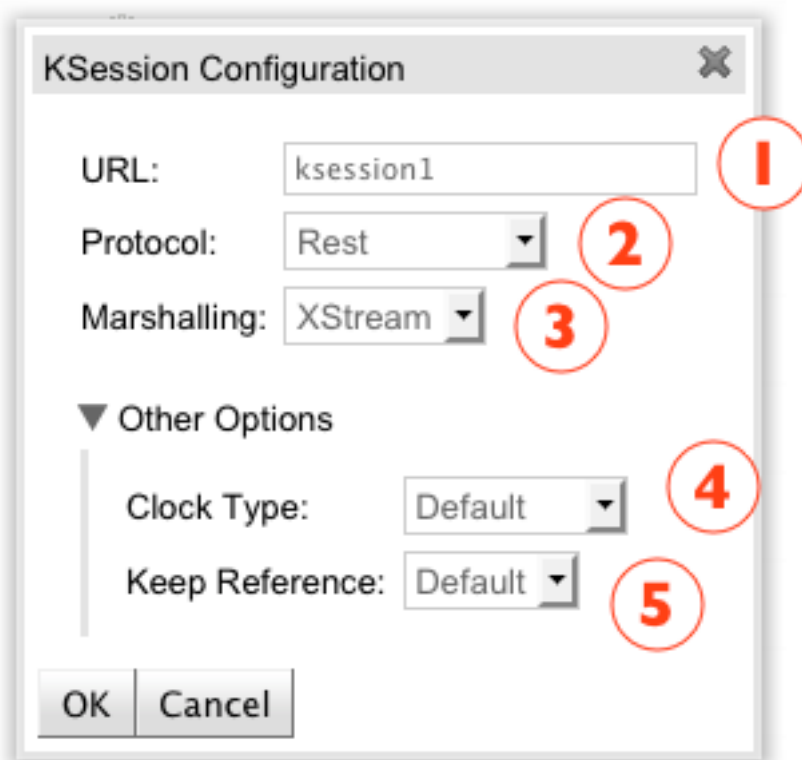 KSession Configuration
URL: ksession1 1
Protocol: Rest 2
Marshalling: XStream 3
Other Options
Clock Type: Default 4
Keep Reference: Default 5
OK Cancel